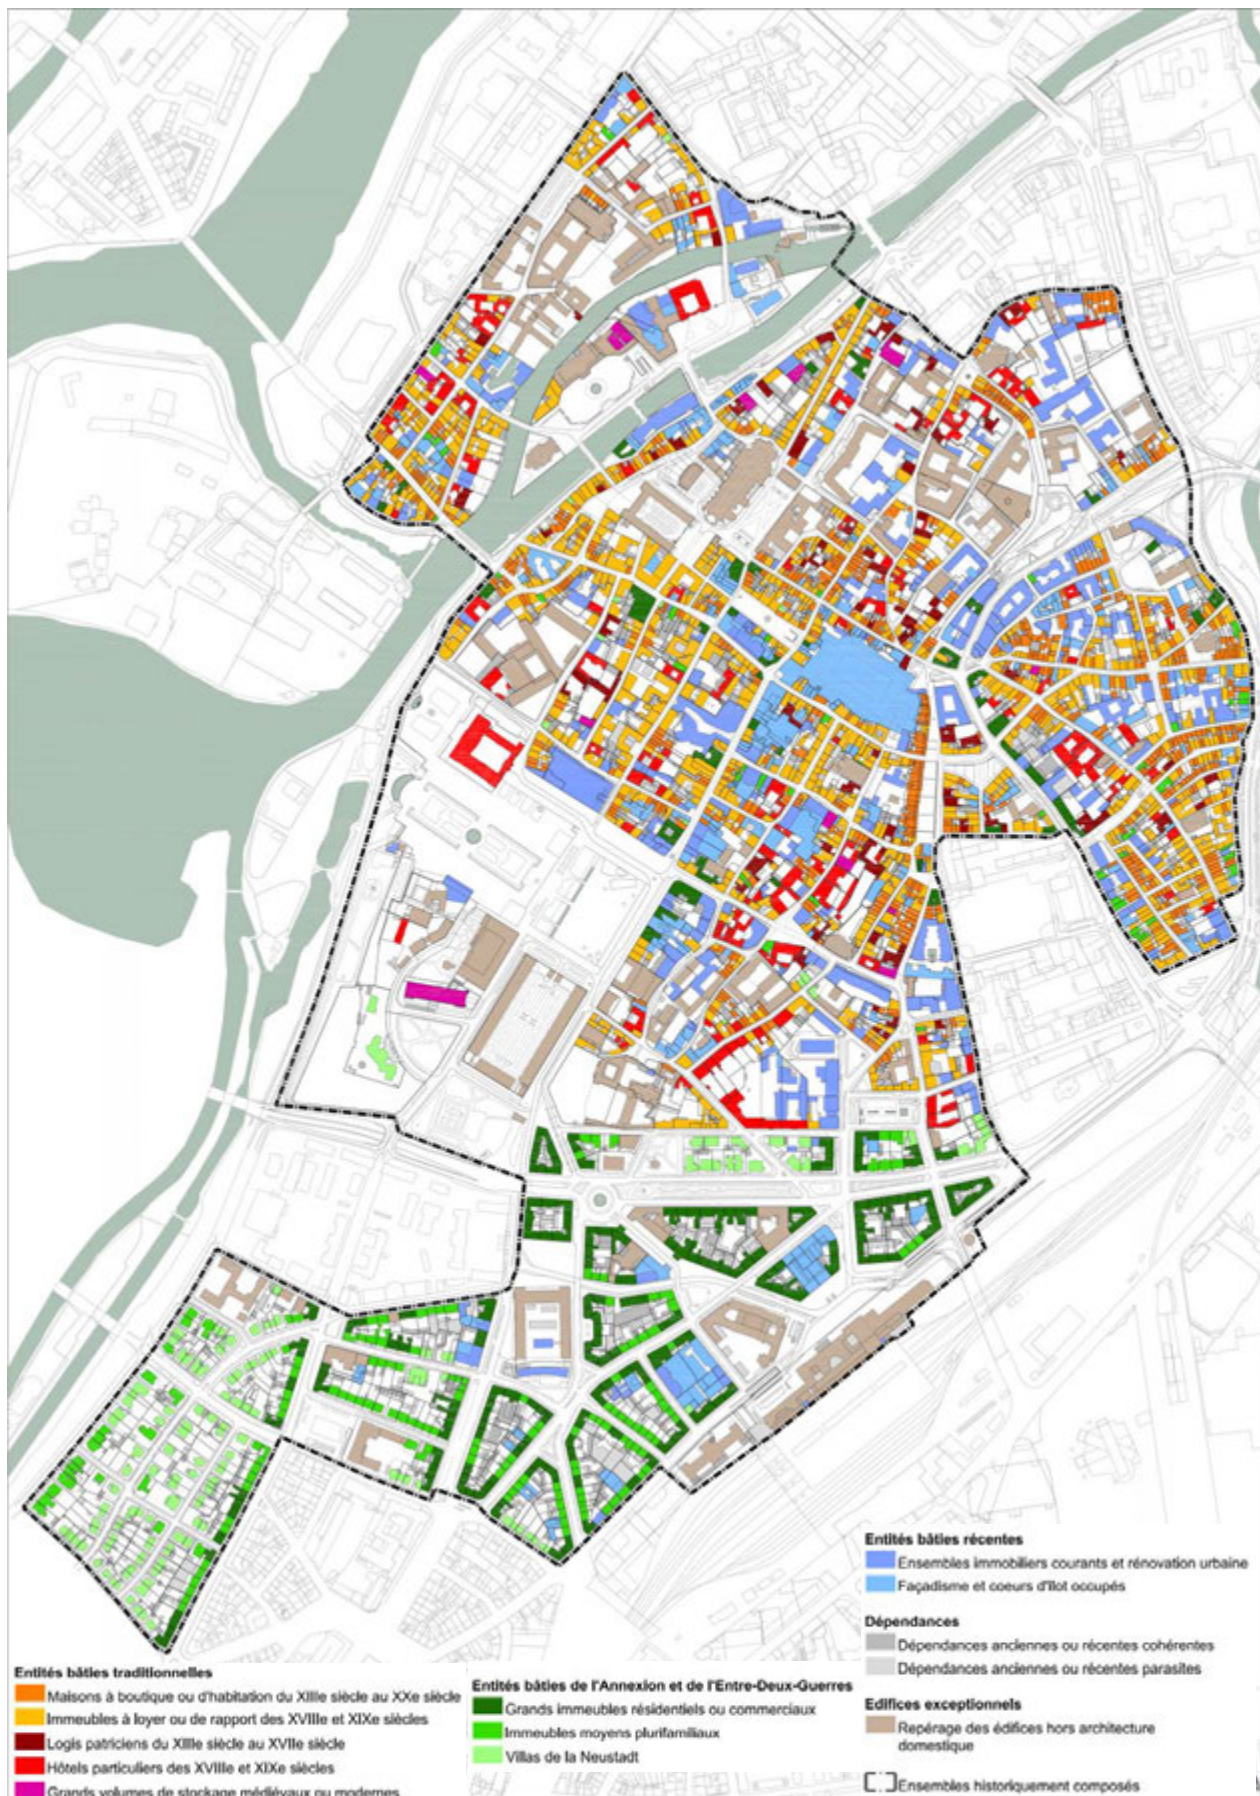 Entités bâties récentes
Ensembles immobiliers courants et rénovation urbaine
Façadisme et coeurs d'îlot occupés
Dépendances
Dépendances anciennes ou récentes cohérentes
Dépendances anciennes ou récentes parasites
Edifices exceptionnels
Repérage des édifices hors architecture
domestique
Ensembles historiquement composés
Entités bâties traditionnelles
Maisons à boutique ou d'habitation du XIIIe siècle au XXe siècle
Immeubles à loyer ou de rapport des XVIIIe et XIXe siècles
Logis patriciens du XIIIe siècle au XVIIe siècle
Hôtels particuliers des XVIIIe et XIXe siècles
Grands volumes de stockage médiévaux ou modernes
Entités bâties de l'Annexion et de l'Entre-Deux-Guerres
Grands immeubles résidentiels ou commerciaux
Immeubles moyens plurifamiliaux
Villas de la Neustadt